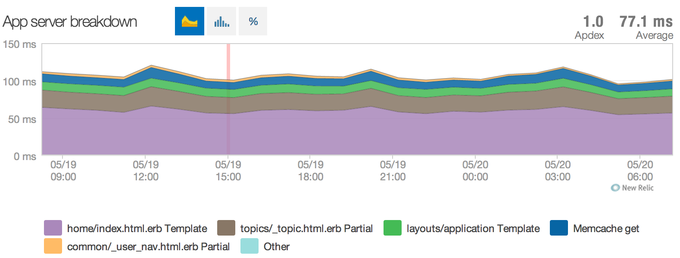 App server breakdown
%
1.0
77.1 ms
Apdex
Average
150 ms
100 ms
50 ms
0 ms
05/19 05/19 05/19 05/19 05/19 05/20 05/20 05/20
09:00 12:00 15:00 18:00 21:00 00:00 03:00 06:00
New Relic
home/index.html.erb Template topics/_topic.html.erb Partial layouts/application Template Memcache get
common/_user_nav.html.erb Partial Other